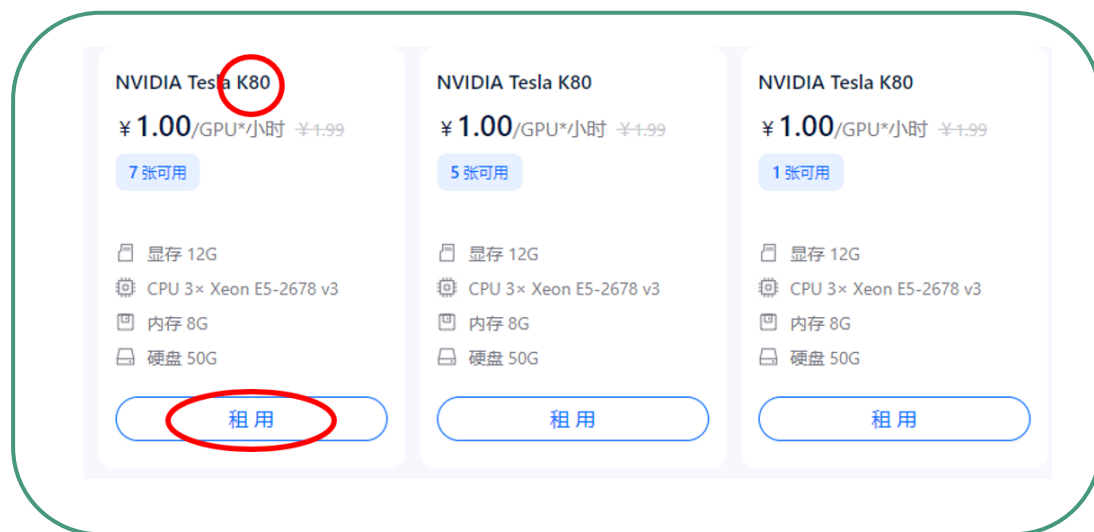 NVIDIA Tesla K80
¥1.00/GPU*小时 ¥1.99
7 张可用
显存 12G
CPU 3× Xeon E5-2678 v3
内存 8G
硬盘 50G
租 用
NVIDIA Tesla K80
¥1.00/GPU*小时 ¥1.99
5 张可用
显存 12G
CPU 3× Xeon E5-2678 v3
内存 8G
硬盘 50G
租 用
NVIDIA Tesla K80
¥1.00/GPU*小时 ¥1.99
1 张可用
显存 12G
CPU 3× Xeon E5-2678 v3
内存 8G
硬盘 50G
租 用